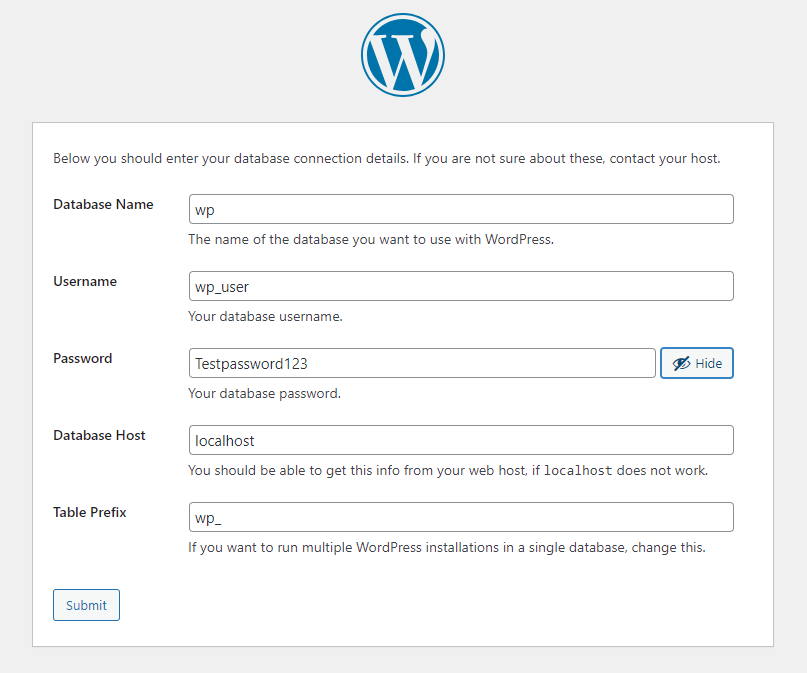 Below you should enter your database connection details. If you are not sure about these, contact your host.
Database Name
wp
The name of the database you want to use with WordPress.
Username
wp_user
Your database username.
Password
Testpassword123
Hide
Your database password.
Database Host
localhost
You should be able to get this info from your web host, if localhost does not work.
Table Prefix
wp_
If you want to run multiple WordPress installations in a single database, change this.
Submit